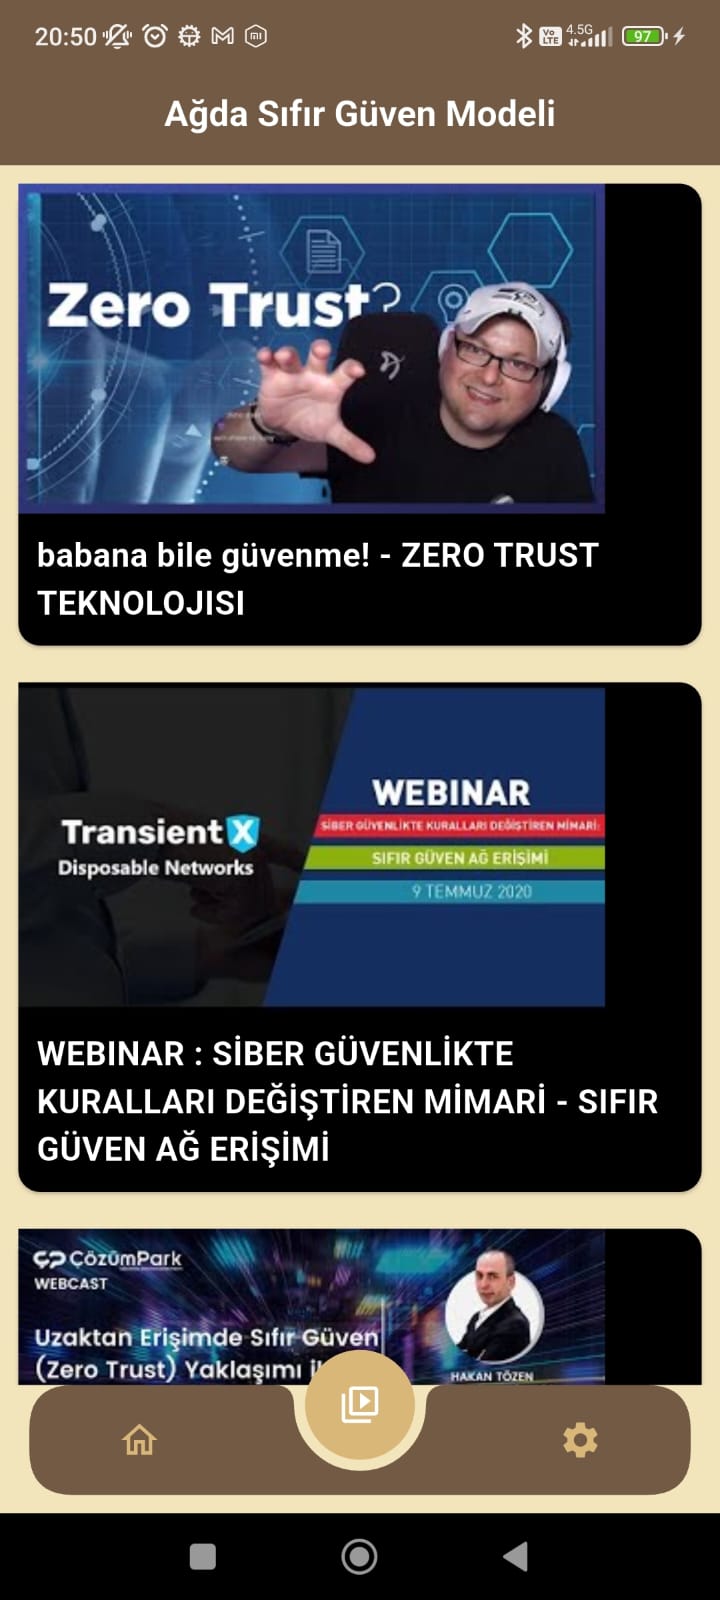 20:50
Vo
LTE
4.5G
97
Ağda Sıfır Güven Modeli
Zero Trust?
babana bile güvenme! - ZERO TRUST
TEKNOLOJISI
WEBINAR
SİBER GÜVENLİKTE KURALLARI DEĞİŞTİREN MİMARİ:
TransientX
SIFIR GÜVEN AĞ ERİŞİMİ
Disposable Networks
9 TEMMUZ 2020
WEBINAR : SİBER GÜVENLİKTE
KURALLARI DEĞİŞTİREN MİMARİ - SIFIR
GÜVEN AĞ ERİŞİMİ
ÇözümPark
WEBCAST
Uzaktan Erişimde Sıfır Güven
(Zero Trust) Yaklaşımı
HAKAN TÖZEN